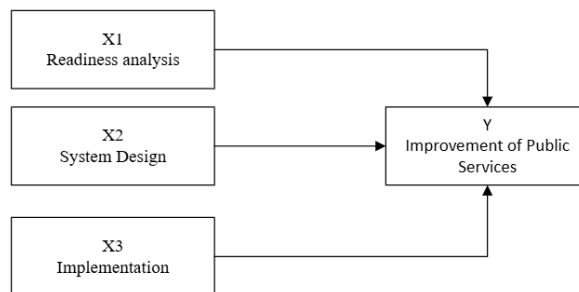 X1
Readiness analysis
X2
System Design
Y
Improvement of Public
Services
X3
Implementation